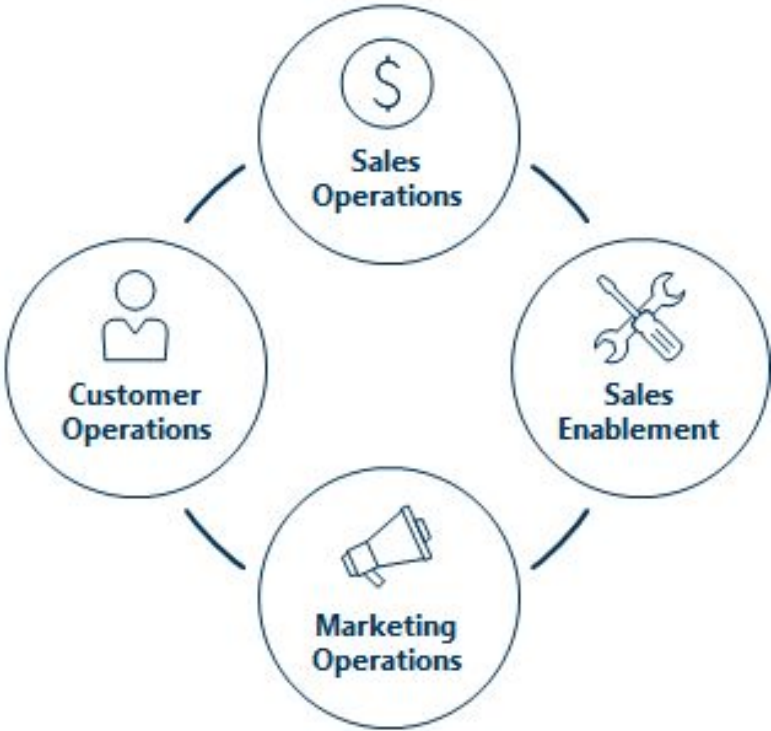 $
Sales
Operations
Customer
Operations
Sales
Enablement
Marketing
Operations